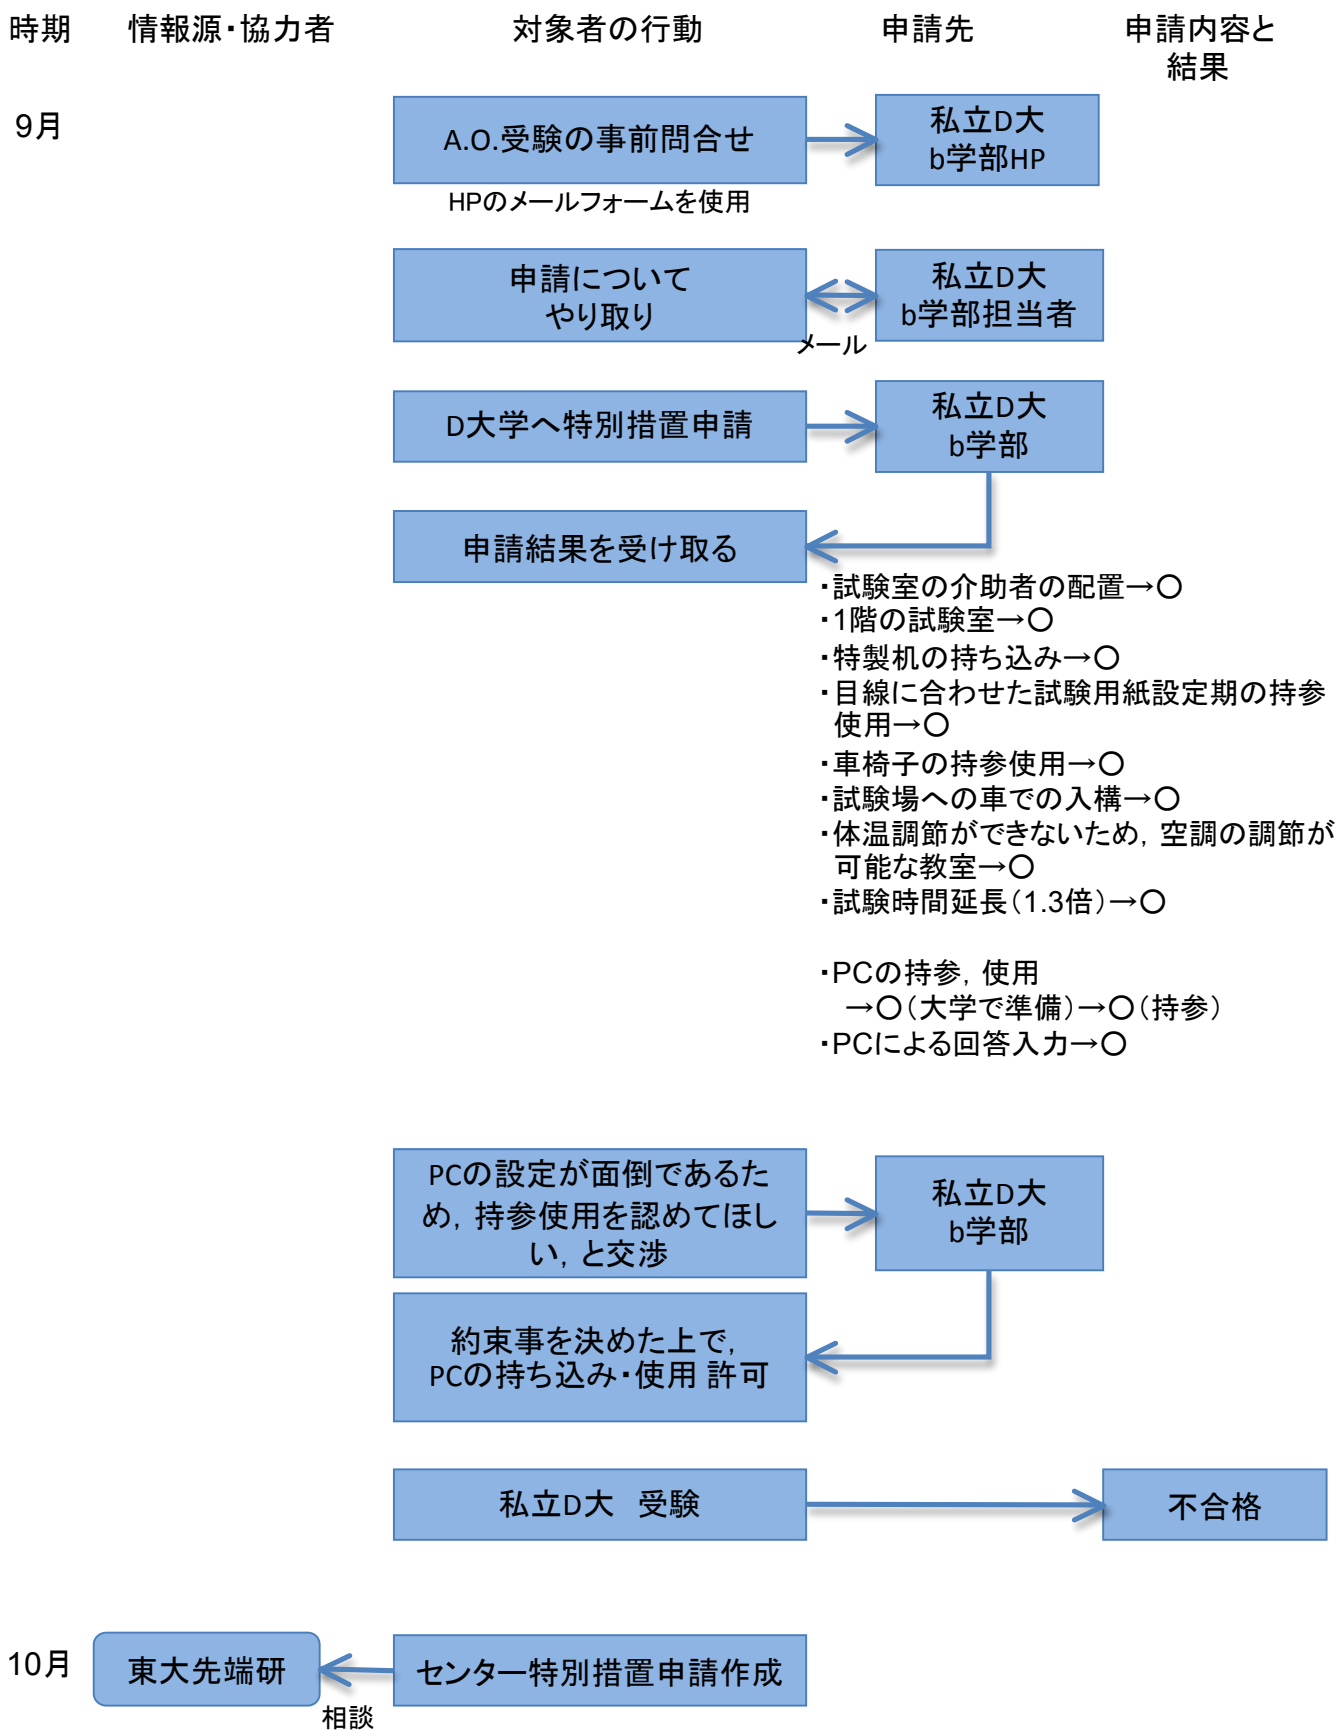 時期 情報源・協力者 対象者の行動 申請先 申請内容と
結果
9月
A.O.受験の事前問合せ
私立D大
b学部HP
HPのメールフォームを使用
申請について
やり取り
私立D大
b学部担当者
メール
D大学へ特別措置申請
私立D大
b学部
申請結果を受け取る
・試験室の介助者の配置→〇
・1階の試験室→〇
・特製机の持ち込み→〇
・目線に合わせた試験用紙設定期の持参
使用→〇
・車椅子の持参使用→〇
・試験場への車での入構→〇
・体温調節ができないため，空調の調節が
可能な教室→〇
・試験時間延長（1.3倍）→〇
・PCの持参，使用
→〇（大学で準備）→〇（持参）
・PCによる回答入力→〇
PCの設定が面倒であるた
め，持参使用を認めてほし
い，と交渉
私立D大
b学部
約束事を決めた上で，
PCの持ち込み・使用 許可
私立D大　受験
不合格
10月
東大先端研
センター特別措置申請作成
相談